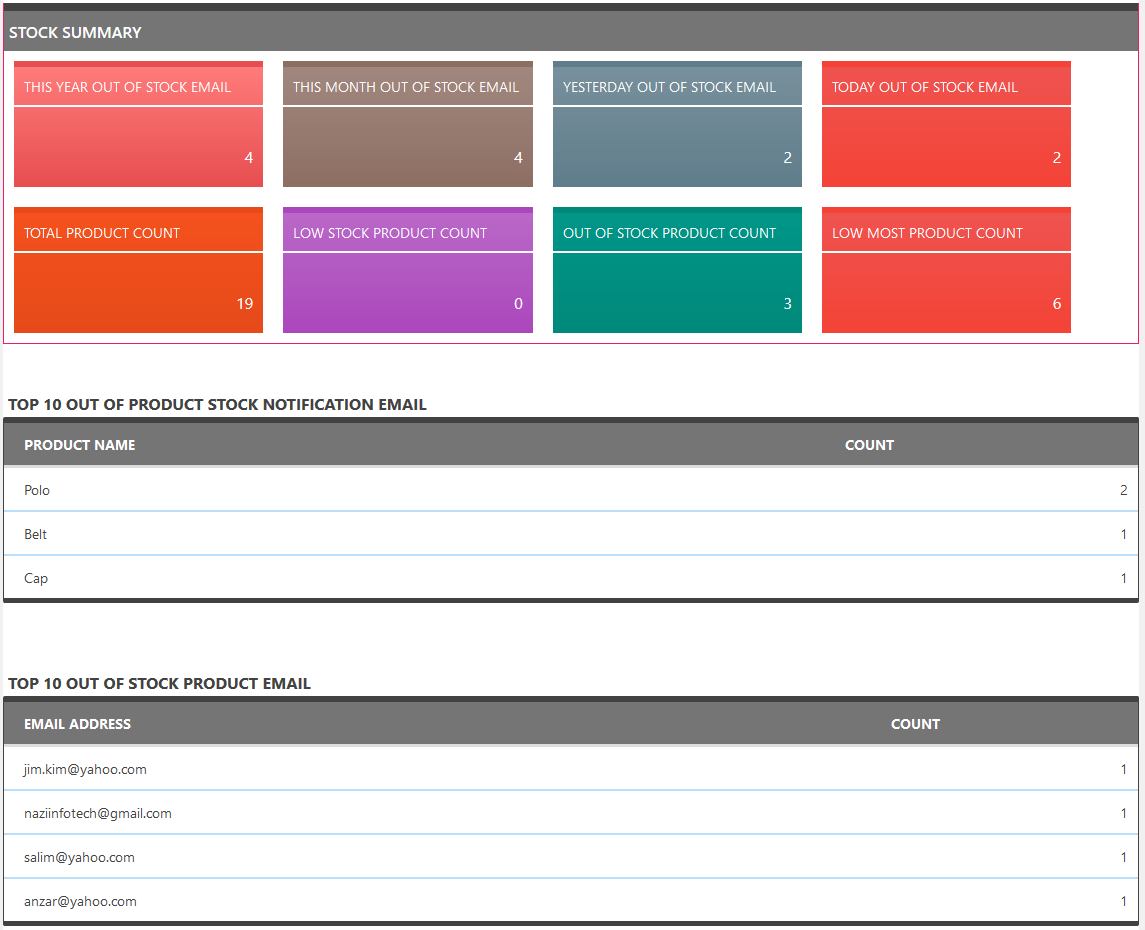 STOCK SUMMARY
THIS YEAR OUT OF STOCK EMAIL THIS MONTH OUT OF STOCK EMAIL YESTERDAY OUT OF STOCK EMAIL TODAY OUT OF STOCK EMAIL
4 4 2 2
TOTAL PRODUCT COUNT LOW STOCK PRODUCT COUNT OUT OF STOCK PRODUCT COUNT LOW MOST PRODUCT COUNT
19 0 3 6
TOP 10 OUT OF PRODUCT STOCK NOTIFICATION EMAIL
PRODUCT NAME COUNT
Polo 2
Belt 1
Cap 1
TOP 10 OUT OF STOCK PRODUCT EMAIL
EMAIL ADDRESS COUNT
jim.kim@yahoo.com 1
naziinfotech@gmail.com 1
salim@yahoo.com 1
anzar@yahoo.com 1